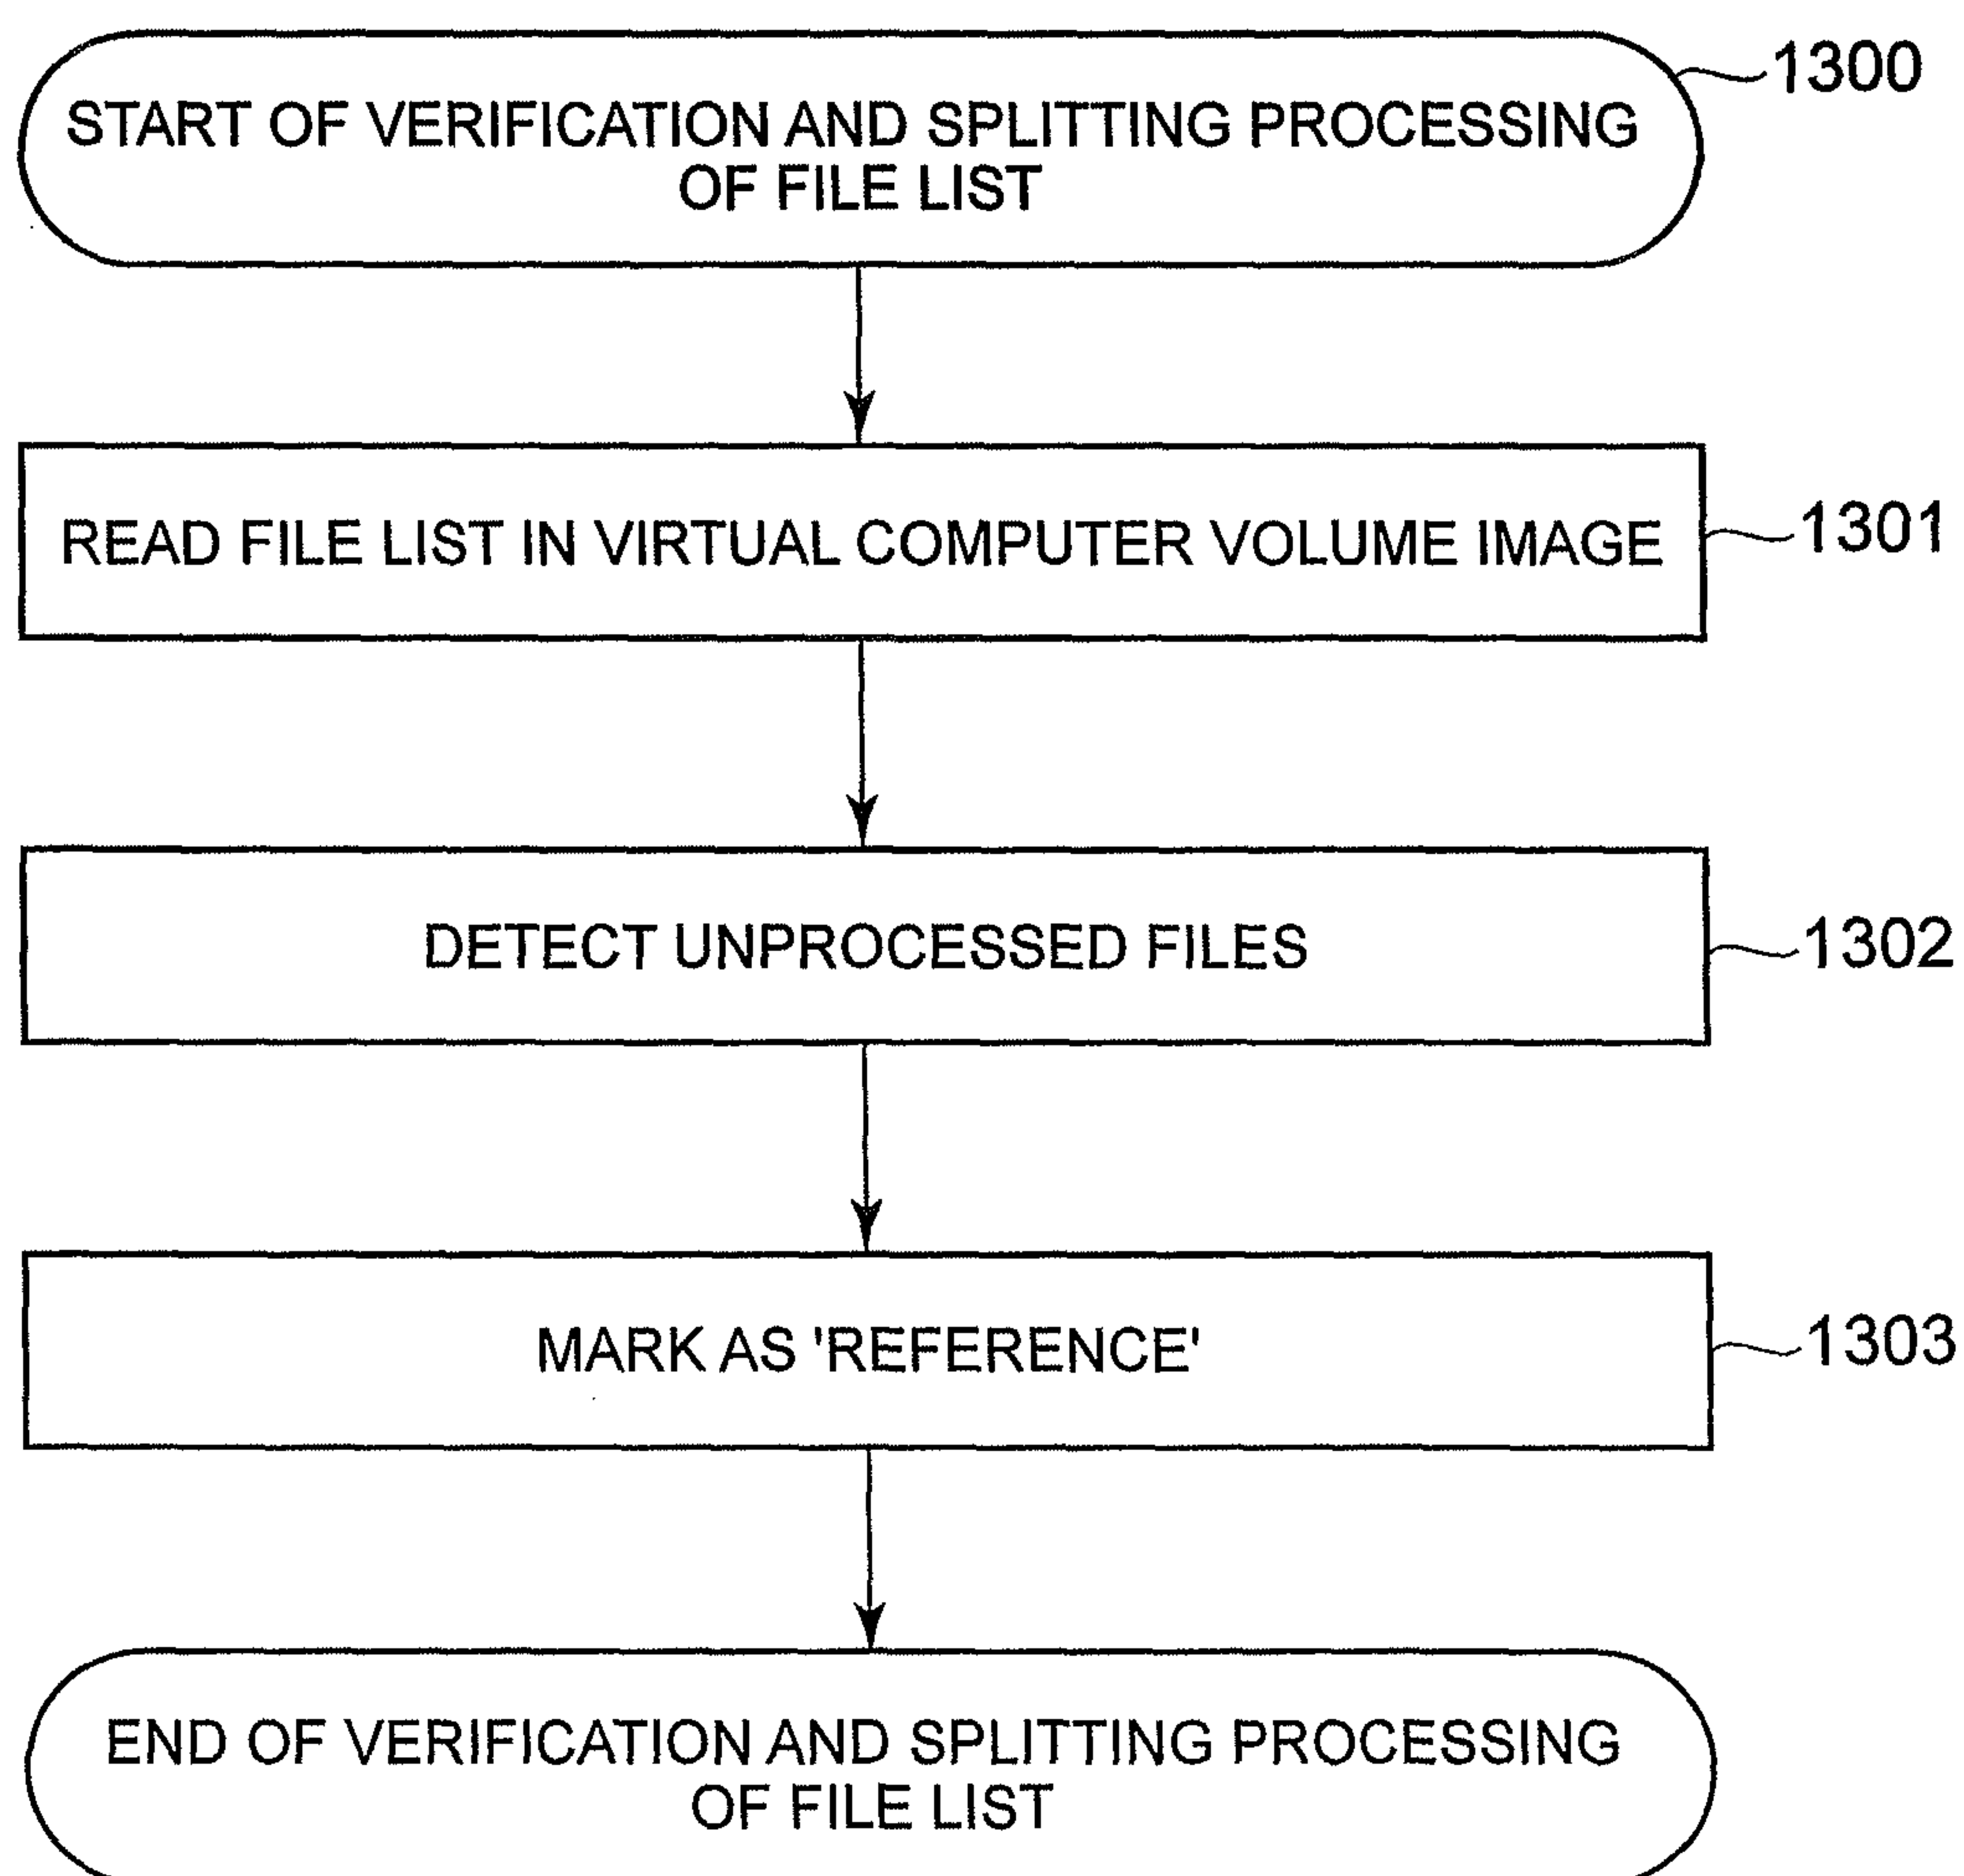 START OF VERIFICATION AND SPLITTING PROCESSING
OF FILE LIST
1300
READ FILE LIST IN VIRTUAL COMPUTER VOLUME IMAGE
1301
DETECT UNPROCESSED FILES
1302
MARK AS 'REFERENCE'
1303
END OF VERIFICATION AND SPLITTING PROCESSING
OF FILE LIST